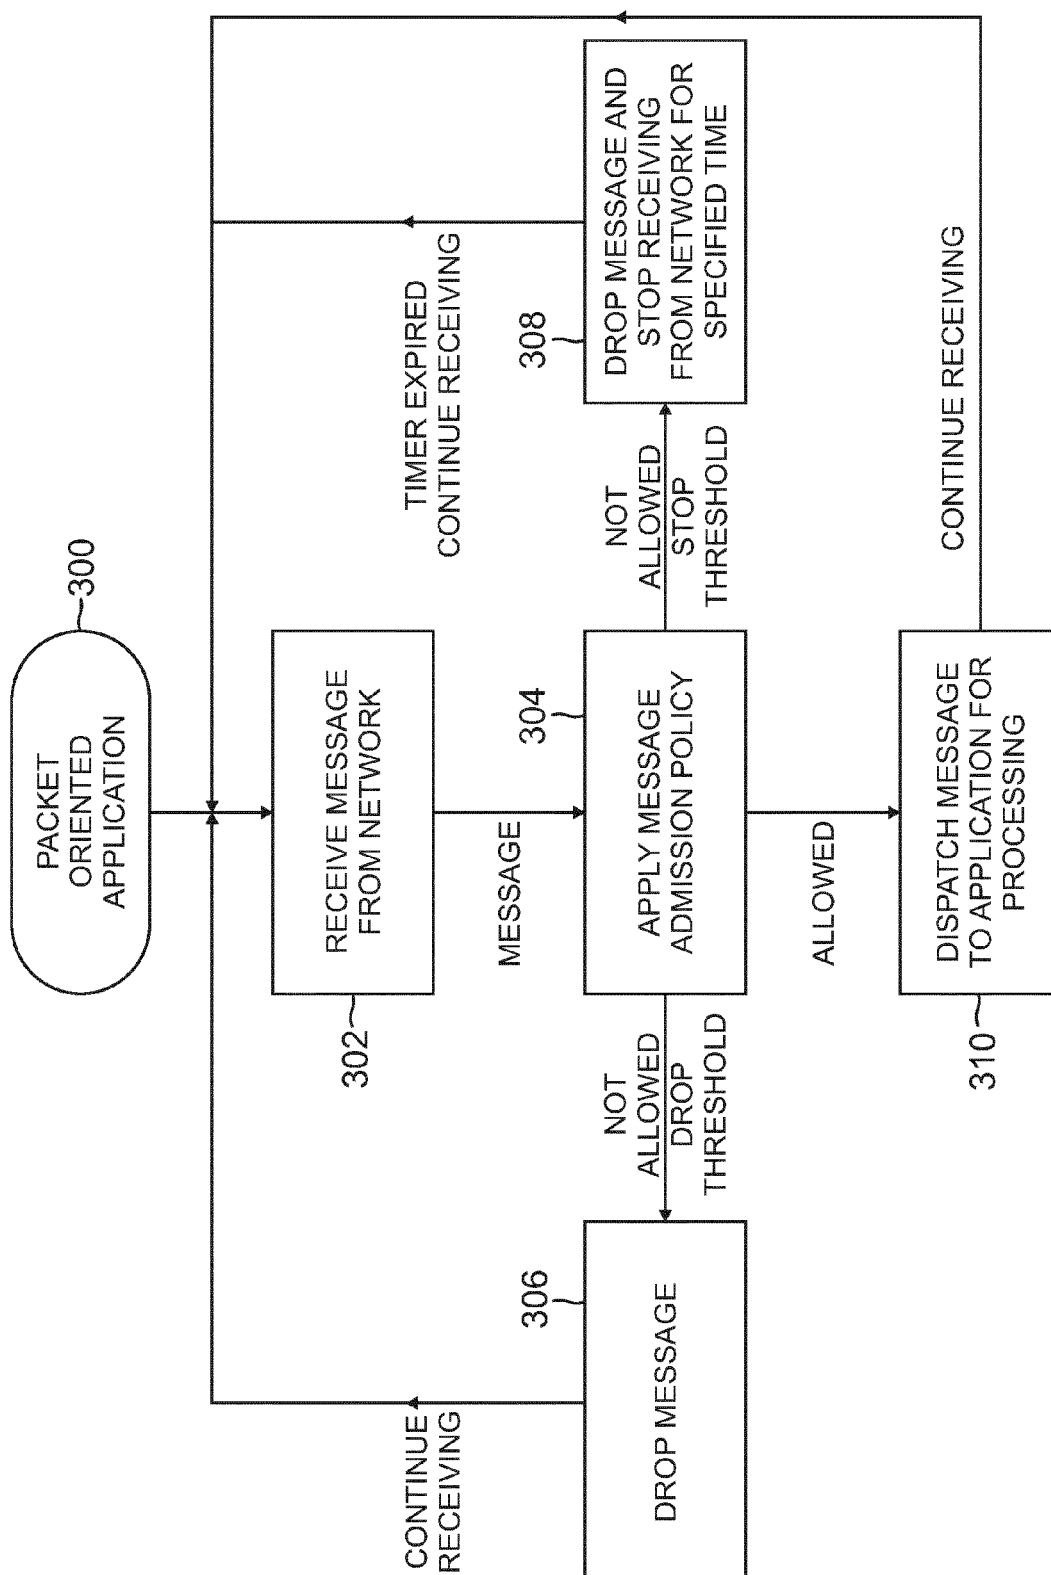 PACKET
ORIENTED
APPLICATION
300
RECEIVE MESSAGE
FROM NETWORK
302
MESSAGE
APPLY MESSAGE
ADMISSION POLICY
304
NOT
ALLOWED
DROP
THRESHOLD
DROP MESSAGE
306
CONTINUE
RECEIVING
NOT
ALLOWED
STOP
THRESHOLD
DROP MESSAGE AND
STOP RECEIVING
FROM NETWORK FOR
SPECIFIED TIME
308
TIMER EXPIRED
CONTINUE RECEIVING
ALLOWED
DISPATCH MESSAGE
TO APPLICATION FOR
PROCESSING
310
CONTINUE RECEIVING